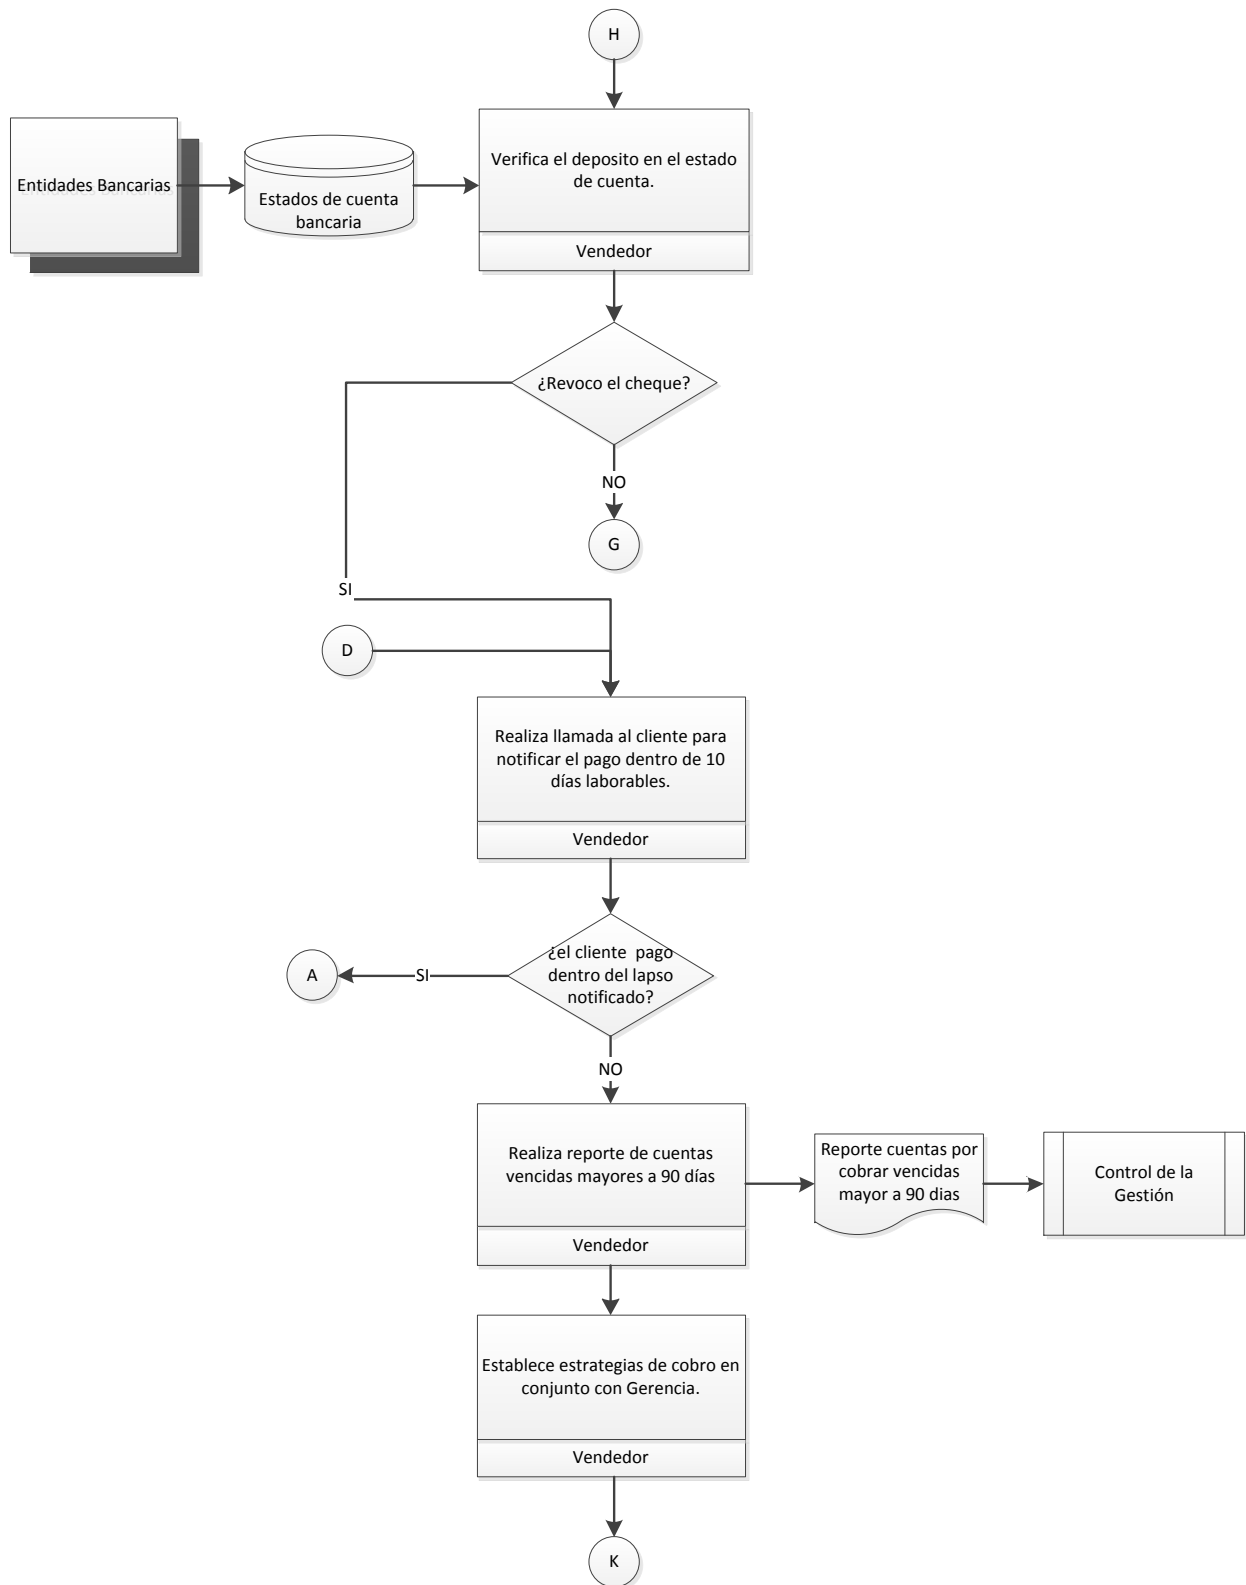 H
Entidades Bancarias
Estados de cuenta
bancaria
Verifica el deposito en el estado
de cuenta.
Vendedor
¿Revoco el cheque?
NO
G
SI
D
Realiza llamada al cliente para
notificar el pago dentro de 10
días laborables.
Vendedor
¿el cliente  pago
dentro del lapso
notificado?
SI
A
NO
Realiza reporte de cuentas
vencidas mayores a 90 días
Vendedor
Reporte cuentas por
cobrar vencidas
mayor a 90 dias
Control de la
Gestión
Establece estrategias de cobro en
conjunto con Gerencia.
Vendedor
K